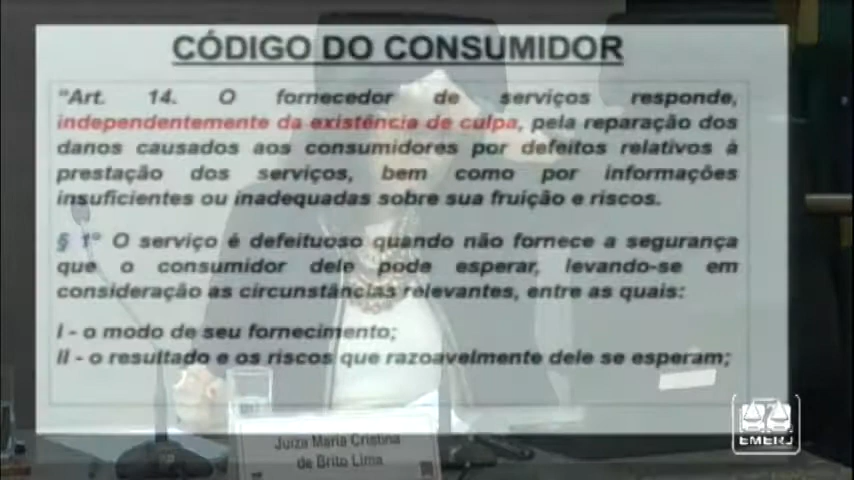 CÓDIGO DO CONSUMIDOR
"Art. 14. O fornecedor de serviços responde,
independentemente da existência de culpa, pela reparação dos
danos causados aos consumidores por defeitos relativos à
prestação dos serviços, bem como por informações
insuficientes ou inadequadas sobre sua fruição e riscos.
§ 1° O serviço é defeituoso quando não fornece a segurança
que o consumidor dele pode esperar, levando-se em
consideração as circunstâncias relevantes, entre as quais:
I - o modo de seu fornecimento;
II - o resultado e os riscos que razoavelmente dele se esperam;
EMERJ
Juíza Maria Cristina
de Brito Lima